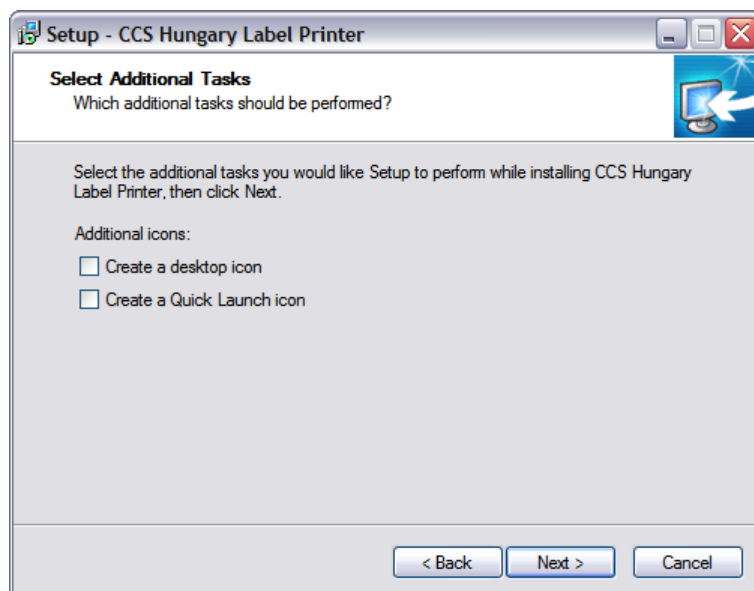 Setup - CCS Hungary Label Printer
Select Additional Tasks
Which additional tasks should be performed?
Select the additional tasks you would like Setup to perform while installing CCS Hungary
Label Printer, then click Next.
Additional icons:
Create a desktop icon
Create a Quick Launch icon
< Back
Next >
Cancel